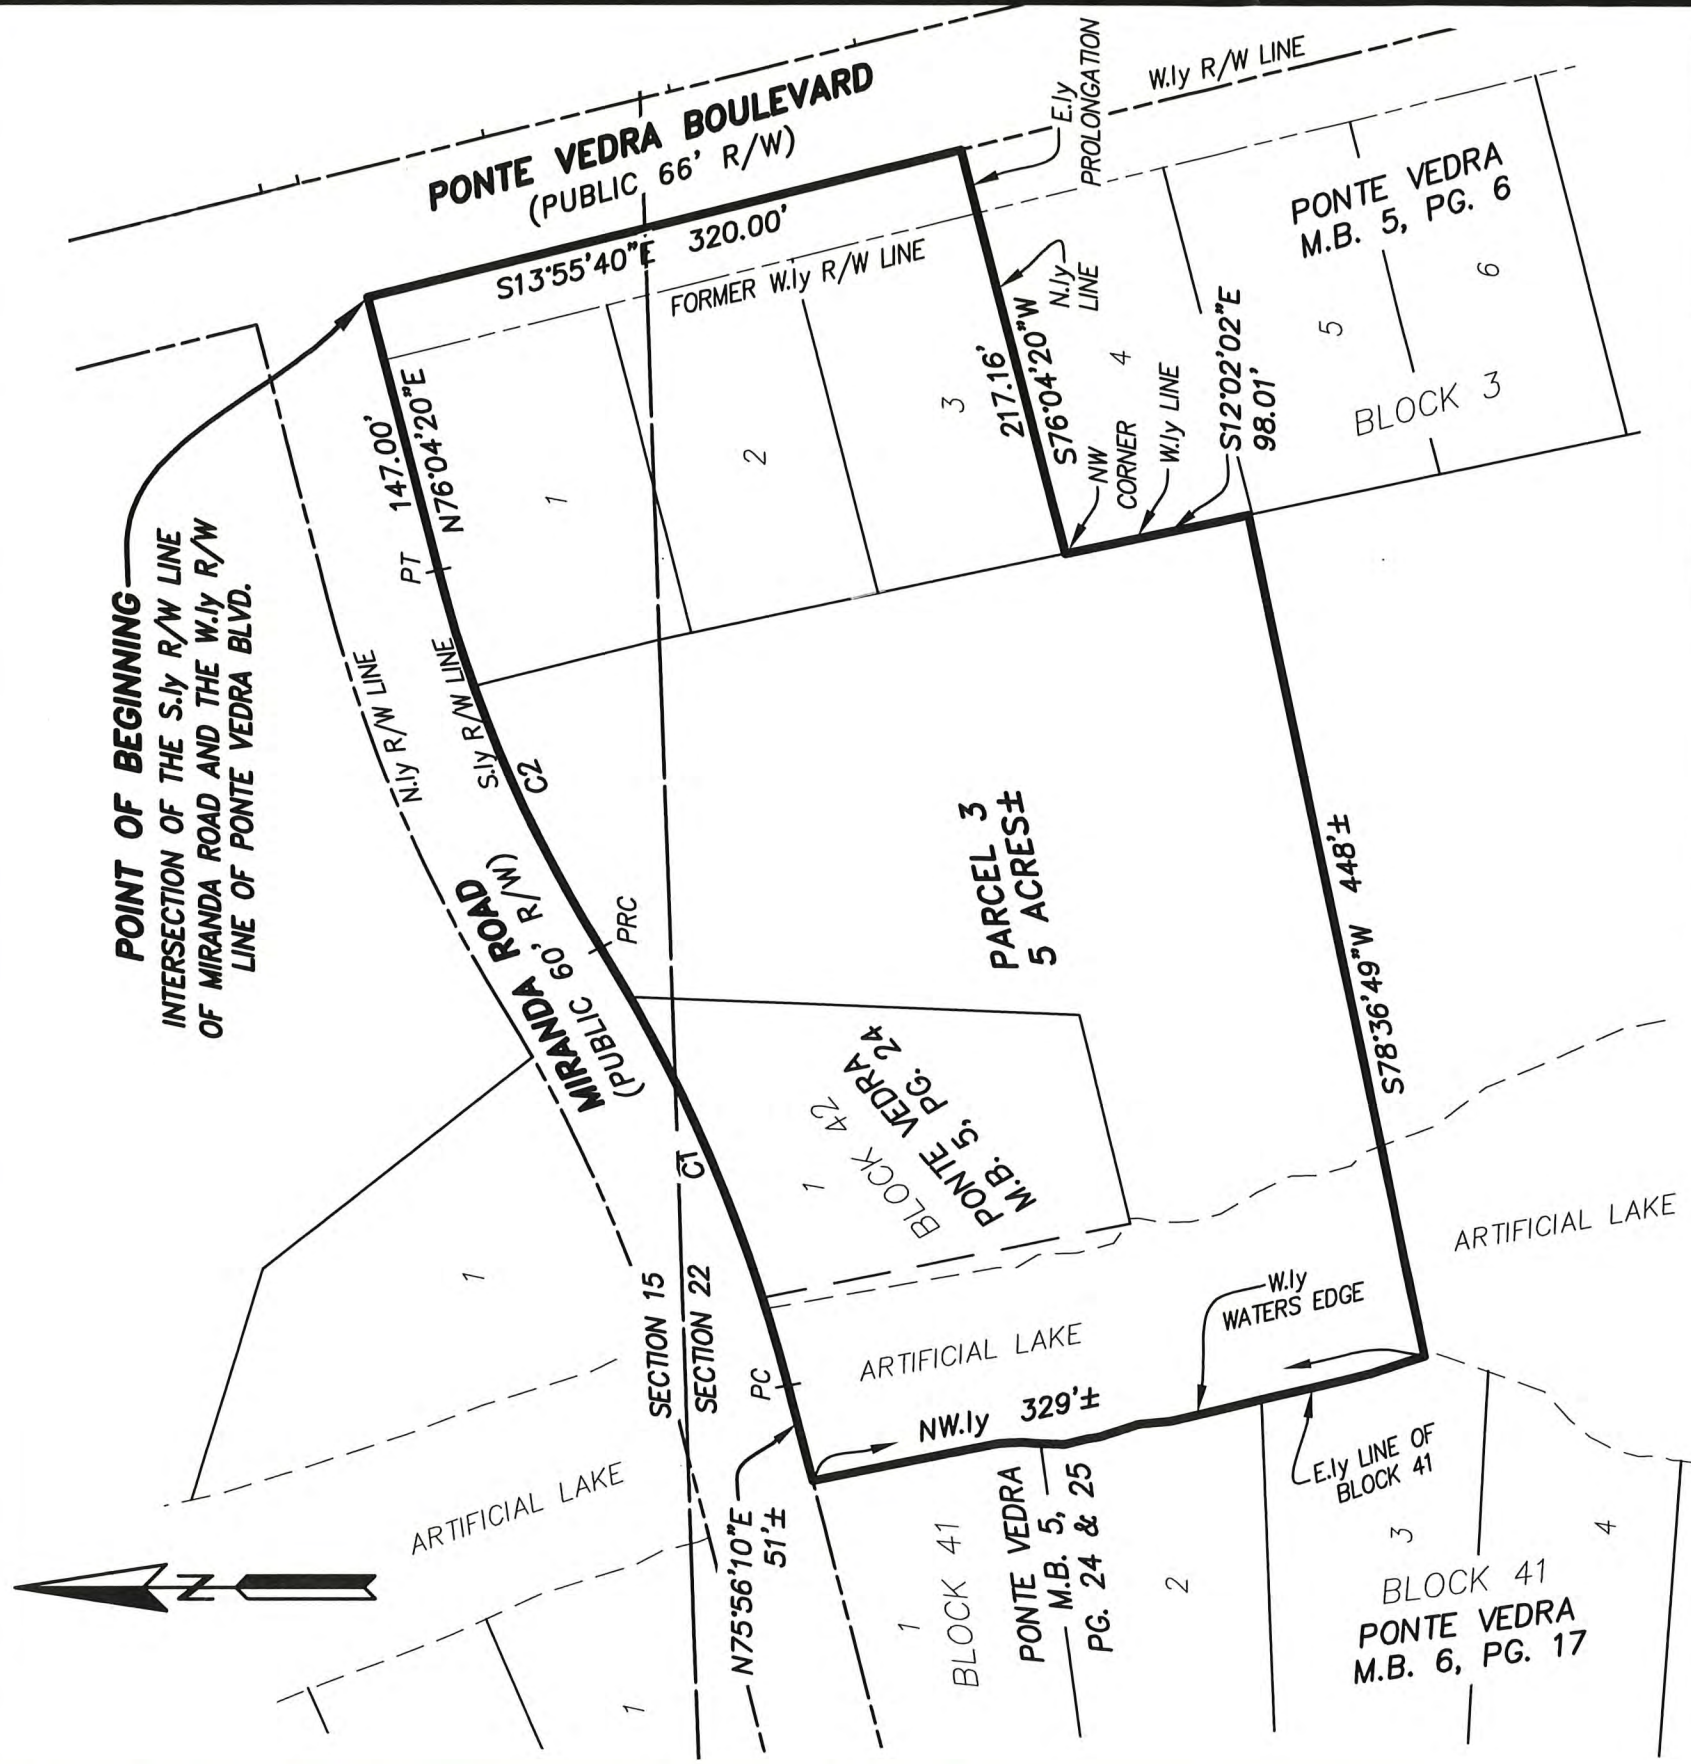 POINT OF BEGINNING
INTERSECTION OF THE S.ly R/W LINE
OF MIRANDA ROAD AND THE W.ly R/W
LINE OF PONTE VEDRA BLVD.
PONTE VEDRA BOULEVARD
(PUBLIC 66' R/W)
S13°55'40"E 320.00'
FORMER W.ly R/W LINE
E.ly
PROLONGATION
W.ly R/W LINE
PONTE VEDRA
M.B. 5, PG. 6
147.00'
N76°04'20"E
PT
1
2
3
217.16'
S76°04'20"W
N.ly
LINE
4
NW
CORNER
W.ly LINE
S12°02'02"E
98.01'
5
6
BLOCK 3
N.ly R/W LINE
S.ly R/W LINE
C2
MIRANDA ROAD
(PUBLIC 60' R/W)
PRC
PARCEL 3
5 ACRES±
S78°36'49"W 448'±
1
BLOCK 42
PONTE VEDRA
M.B. 5, PG. 24
C1
1
SECTION 15
SECTION 22
PC
ARTIFICIAL LAKE
W.ly
WATERS EDGE
ARTIFICIAL LAKE
NW.ly 329'±
E.ly LINE OF
BLOCK 41
ARTIFICIAL LAKE
N
N75°56'10"E
51'±
1
1
BLOCK 41
PONTE VEDRA
M.B. 5,
PG. 24 & 25
2
3
4
BLOCK 41
PONTE VEDRA
M.B. 6, PG. 17